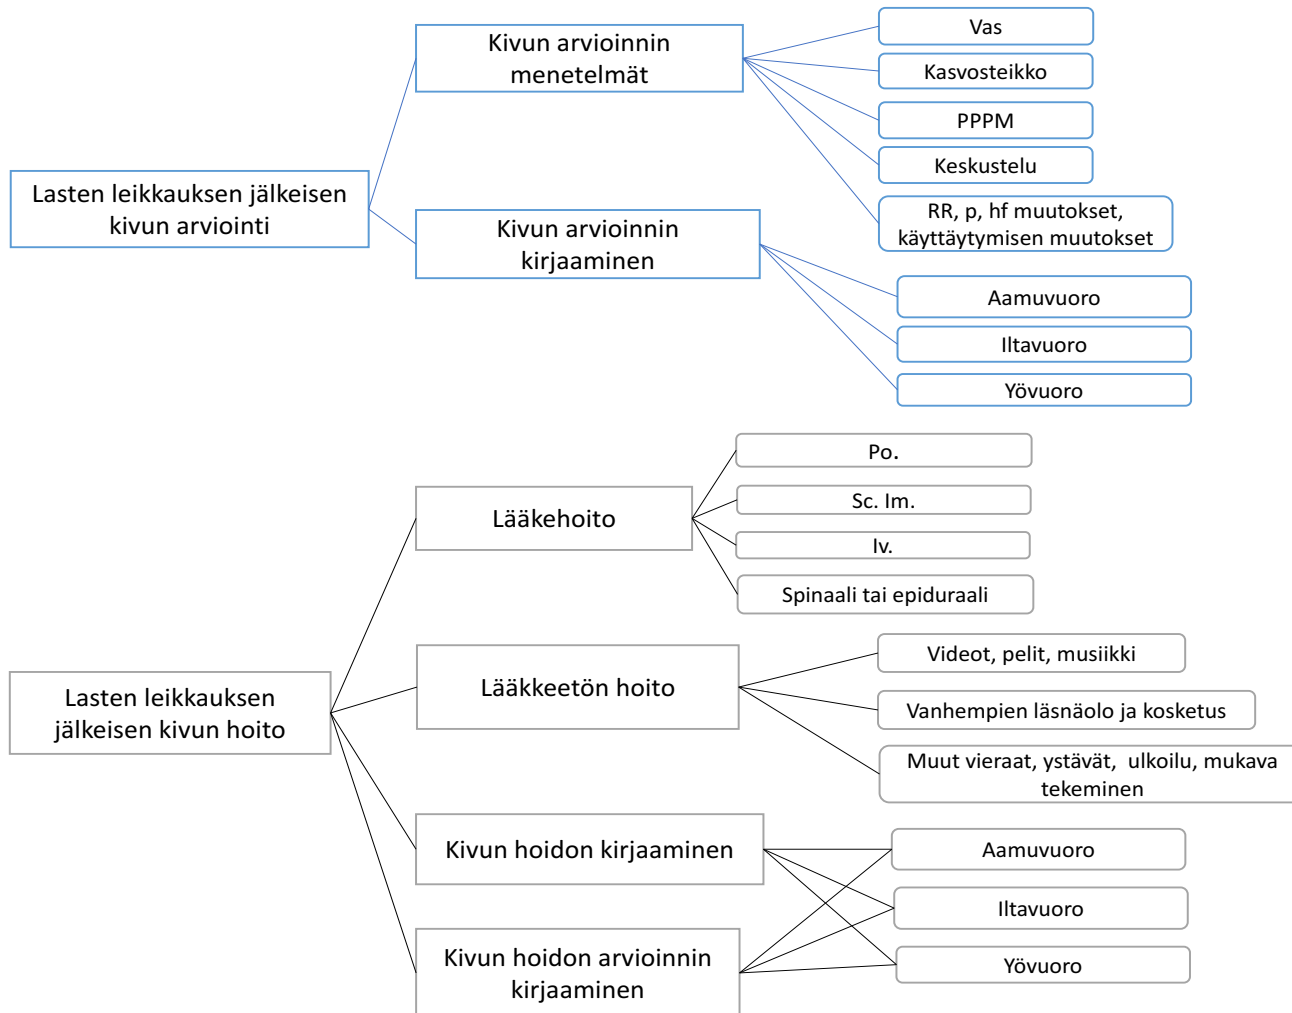 Lasten leikkauksen jälkeisen
kivun arviointi
Kivun arvioinnin
menetelmät
Vas
Kasvosteikko
PPPM
Keskustelu
RR, p, hf muutokset,
käyttäytymisen muutokset
Kivun arvioinnin
kirjaaminen
Aamuvuoro
Iltavuoro
Yövuoro
Lasten leikkauksen
jälkeisen kivun hoito
Lääkehoito
Po.
Sc. Im.
Iv.
Spinaali tai epiduraali
Lääkkeetön hoito
Videot, pelit, musiikki
Vanhempien läsnäolo ja kosketus
Muut vieraat, ystävät, ulkoilu, mukava
tekeminen
Kivun hoidon kirjaaminen
Kivun hoidon arvioinnin
kirjaaminen
Aamuvuoro
Iltavuoro
Yövuoro